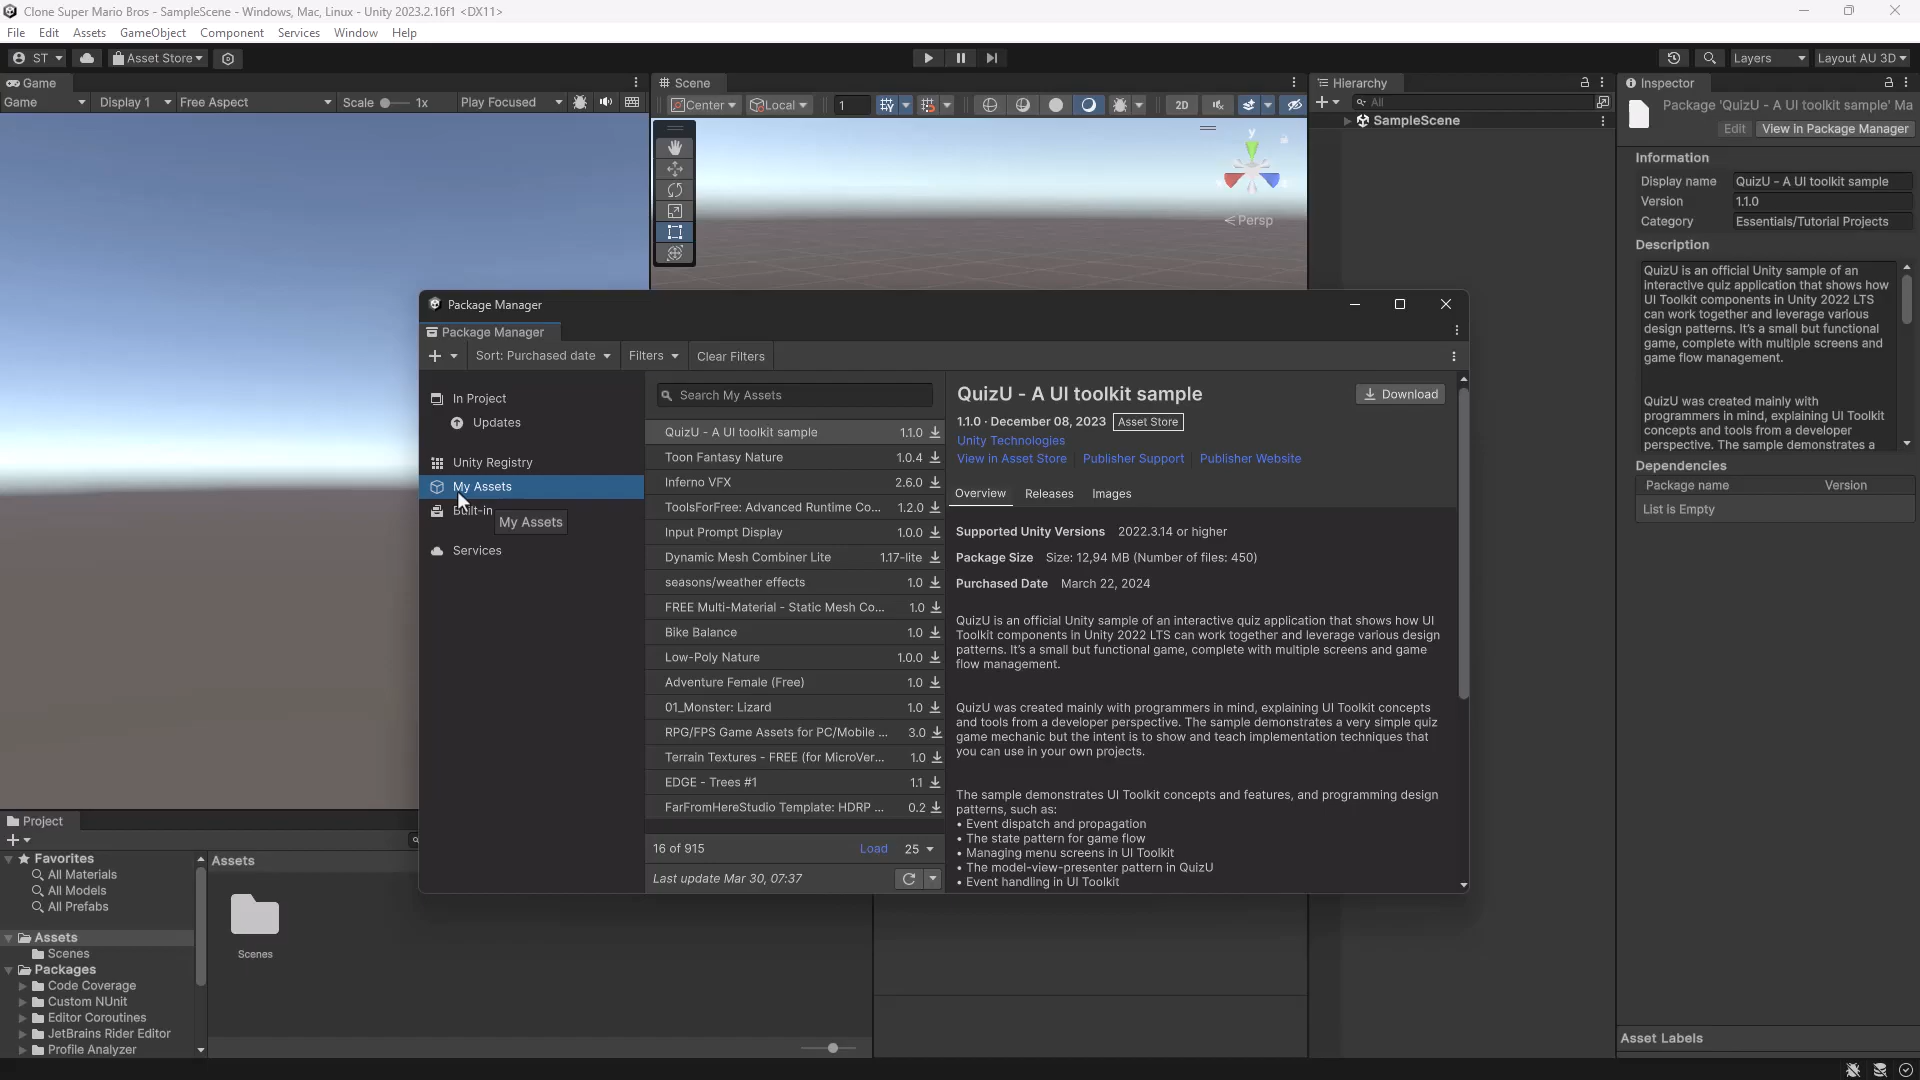 Clone Super Mario Bros - SampleScene - Windows, Mac, Linux - Unity 2023.2.16f1 <DX11>
File Edit Assets GameObject Component Services Window Help
ST Asset Store Layers Layout AU 3D
Game
Game Display 1 Free Aspect Scale 1x Play Focused
Scene
Center Local 1 2D
y
Persp
Hierarchy
All
SampleScene
Inspector
Package 'QuizU - A UI toolkit sample' Ma
Edit View in Package Manager
Information
Display name QuizU - A UI toolkit sample
Version 1.1.0
Category Essentials/Tutorial Projects
Description
QuizU is an official Unity sample of an
interactive quiz application that shows how
UI Toolkit components in Unity 2022 LTS
can work together and leverage various
design patterns. It's a small but functional
game, complete with multiple screens and
game flow management.
QuizU was created mainly with
programmers in mind, explaining UI Toolkit
concepts and tools from a developer
perspective. The sample demonstrates a
Dependencies
Package name Version
List is Empty
Asset Labels
Package Manager
Package Manager
Sort: Purchased date Filters Clear Filters
In Project
Updates
Unity Registry
My Assets
Built-in
My Assets
Services
Search My Assets
QuizU - A UI toolkit sample 1.1.0
Toon Fantasy Nature 1.0.4
Inferno VFX 2.6.0
ToolsForFree: Advanced Runtime Co... 1.2.0
Input Prompt Display 1.0.0
Dynamic Mesh Combiner Lite 1.17-lite
seasons/weather effects 1.0
FREE Multi-Material - Static Mesh Co... 1.0
Bike Balance 1.0
Low-Poly Nature 1.0.0
Adventure Female (Free) 1.0
01_Monster: Lizard 1.0
RPG/FPS Game Assets for PC/Mobile ... 3.0
Terrain Textures - FREE (for MicroVer... 1.0
EDGE - Trees #1 1.1
FarFromHereStudio Template: HDRP ... 0.2
16 of 915 Load 25
Last update Mar 30, 07:37
QuizU - A UI toolkit sample Download
1.1.0 · December 08, 2023 Asset Store
Unity Technologies
View in Asset Store Publisher Support Publisher Website
Overview Releases Images
Supported Unity Versions 2022.3.14 or higher
Package Size Size: 12,94 MB (Number of files: 450)
Purchased Date March 22, 2024
QuizU is an official Unity sample of an interactive quiz application that shows how UI
Toolkit components in Unity 2022 LTS can work together and leverage various design
patterns. It's a small but functional game, complete with multiple screens and game
flow management.
QuizU was created mainly with programmers in mind, explaining UI Toolkit concepts
and tools from a developer perspective. The sample demonstrates a very simple quiz
game mechanic but the intent is to show and teach implementation techniques that
you can use in your own projects.
The sample demonstrates UI Toolkit concepts and features, and programming design
patterns, such as:
• Event dispatch and propagation
• The state pattern for game flow
• Managing menu screens in UI Toolkit
• The model-view-presenter pattern in QuizU
• Event handling in UI Toolkit
Project
Favorites
All Materials
All Models
All Prefabs
Assets
Scenes
Packages
Code Coverage
Custom NUnit
Editor Coroutines
JetBrains Rider Editor
Profile Analyzer
Assets
Scenes